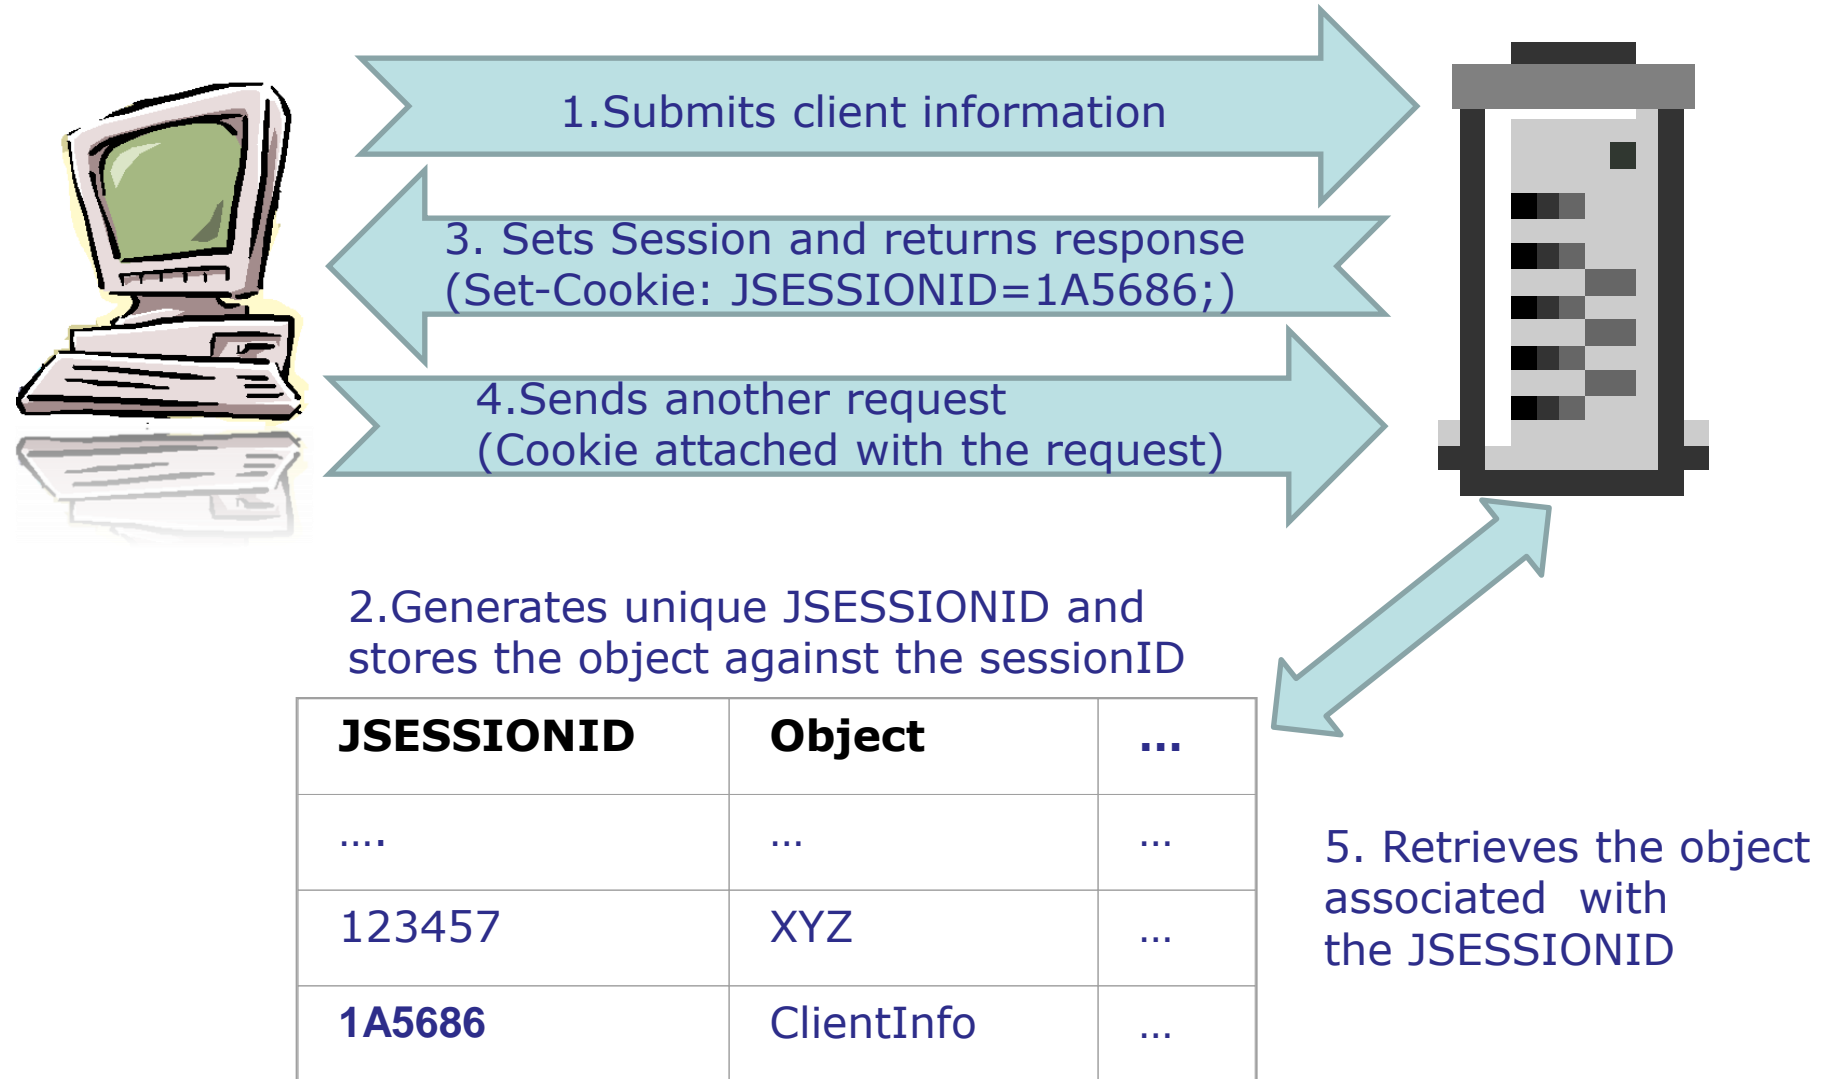 1.Submits client information
3. Sets Session and returns response
(Set-Cookie: JSESSIONID=1A5686;)
4.Sends another request
(Cookie attached with the request)
2.Generates unique JSESSIONID and
stores the object against the sessionID
JSESSIONID Object ...
.... ... ...
123457 XYZ ...
1A5686 ClientInfo ...
5. Retrieves the object
associated  with
the JSESSIONID